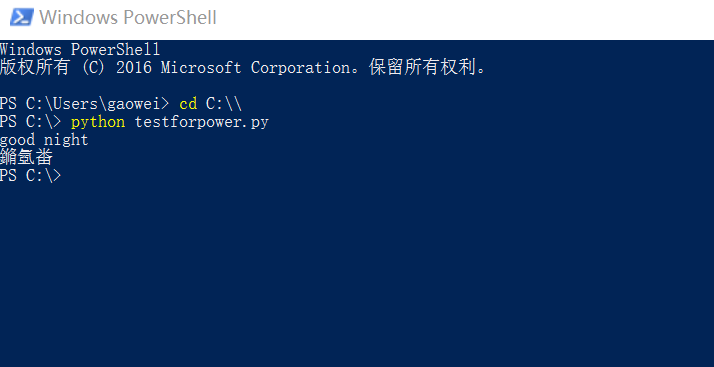 Windows PowerShell
Windows PowerShell
版权所有 (C) 2016 Microsoft Corporation。保留所有权利。
PS C:\Users\gaowei> cd C:\\
PS C:\> python testforpower.py
good night
鏅氬畨
PS C:\>